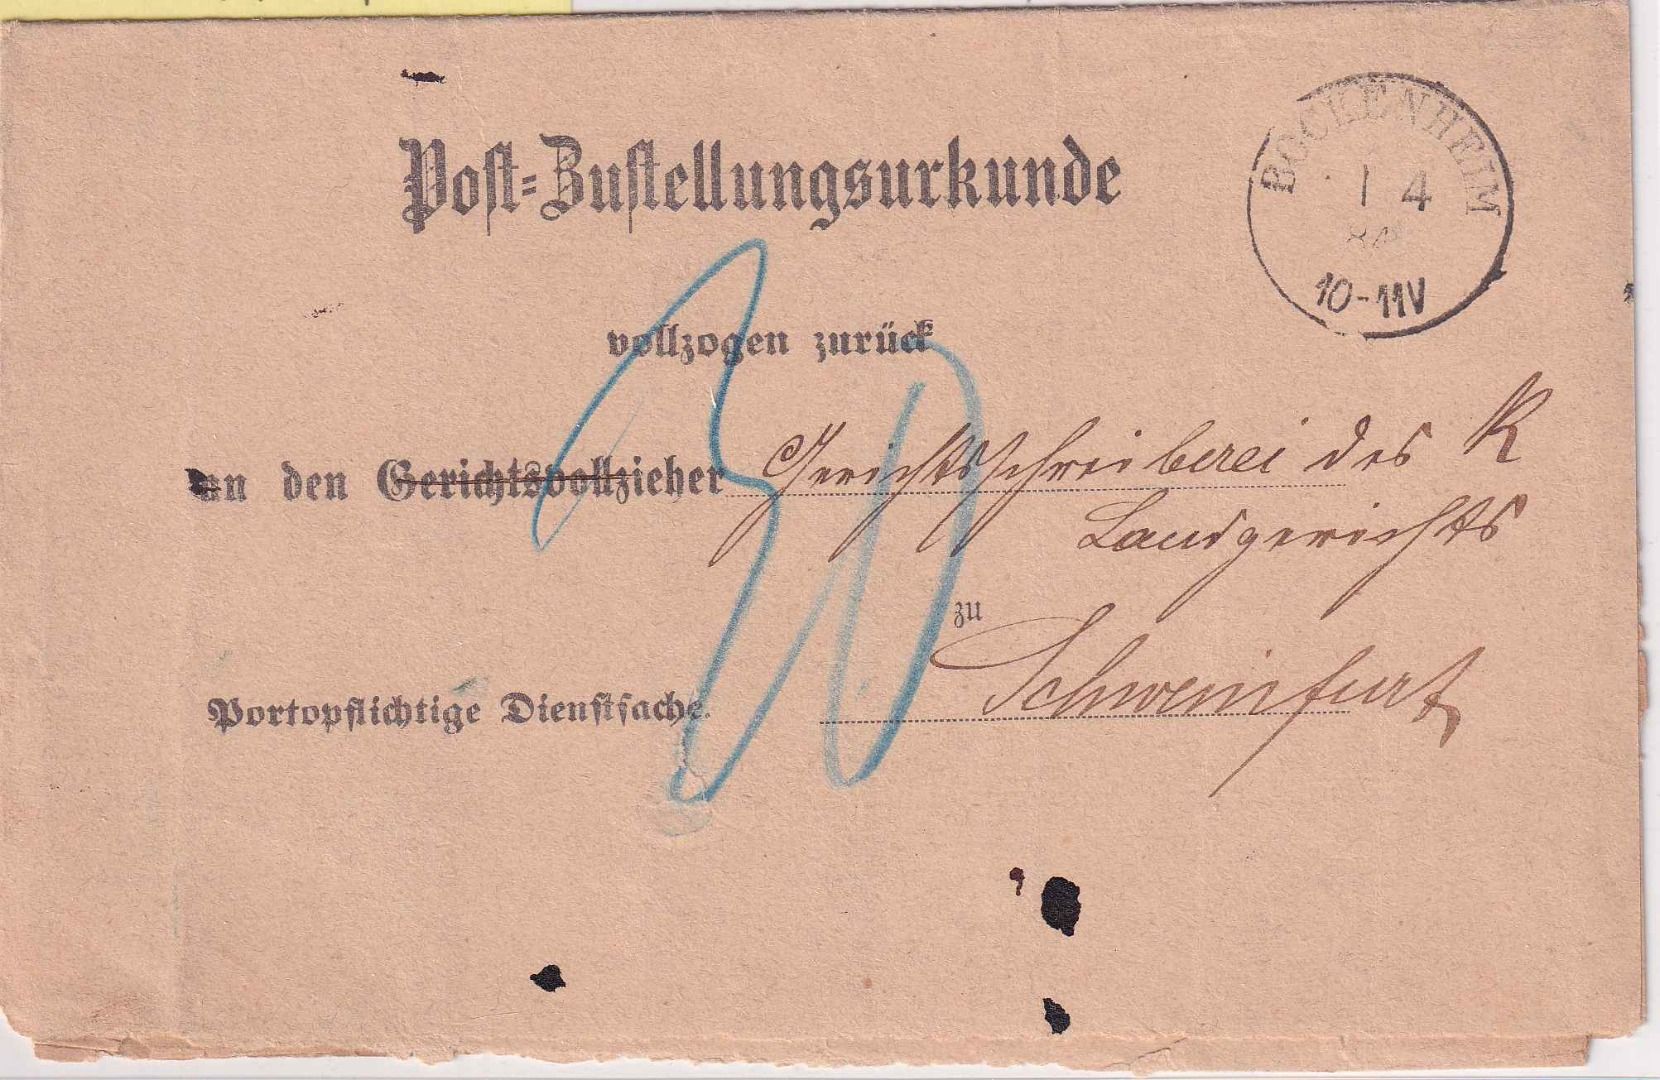 Post-Zustellungsurkunde
BOCKENHEIM
1 4
84
10-11V
vollzogen zurück
an den Gerichtsvollzieher Gerichtsschreiberei des K
Landgerichts
zu
Schweinfurt
Portopflichtige Dienstsache.
30